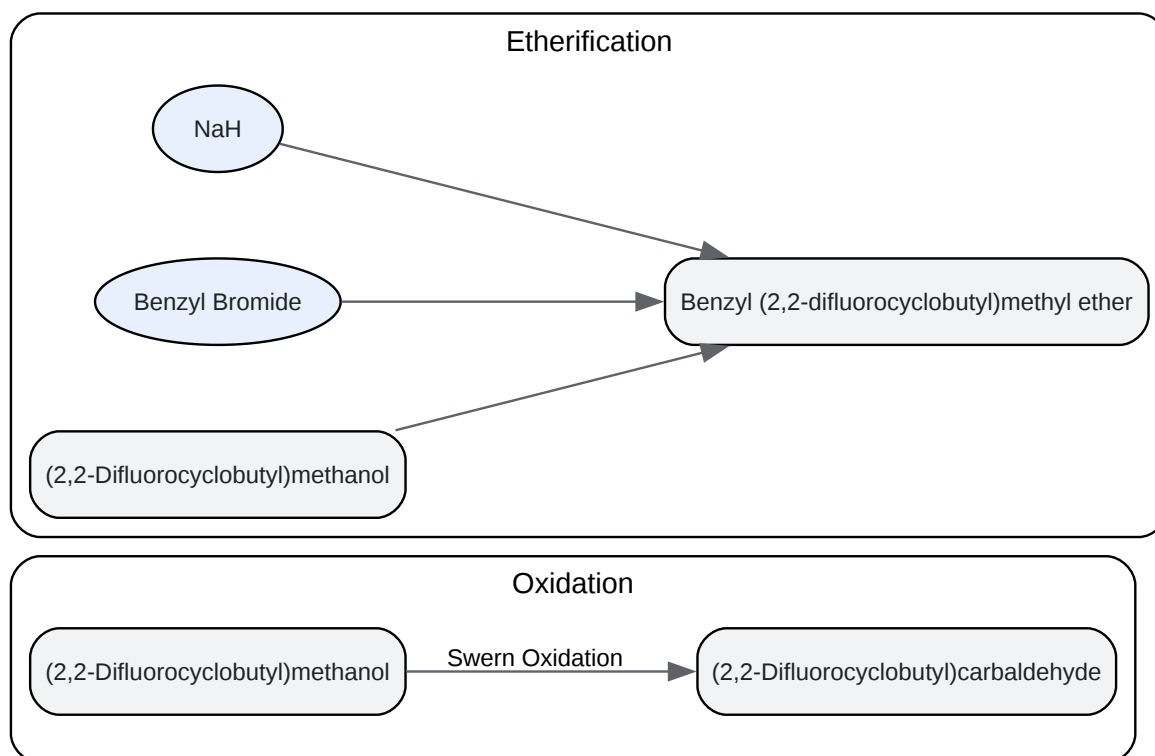 Etherification
NaH
Benzyl Bromide
Benzyl (2,2-difluorocyclobutyl)methyl ether
(2,2-Difluorocyclobutyl)methanol
Oxidation
(2,2-Difluorocyclobutyl)methanol
Swern Oxidation
(2,2-Difluorocyclobutyl)carbaldehyde